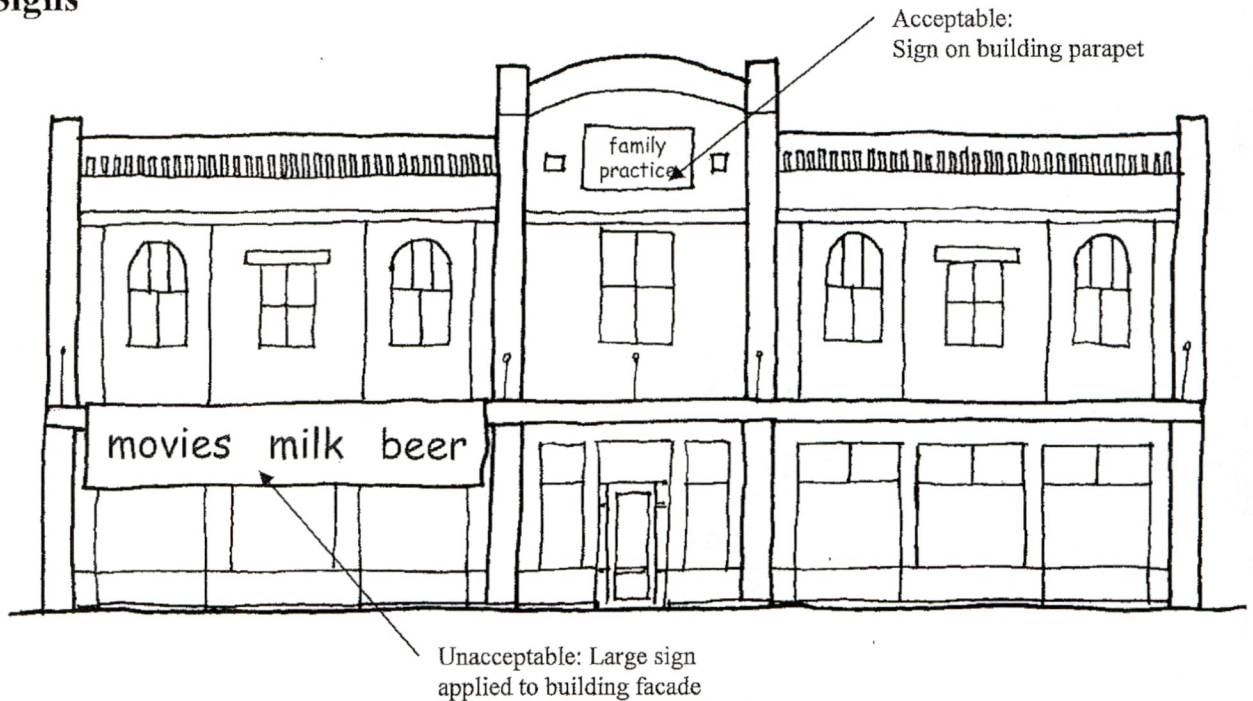 Signs
Acceptable:
Sign on building parapet
family
practice
movies milk beer
Unacceptable: Large sign
applied to building facade